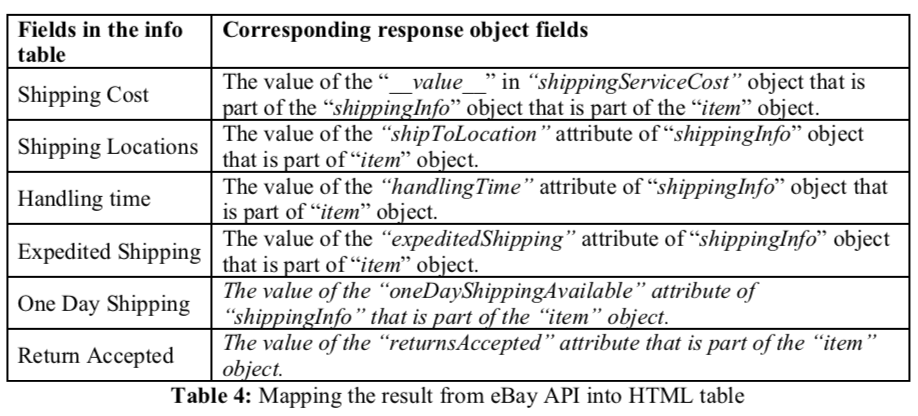 Fields in the info
table
Corresponding response object fields
Shipping Cost
The value of the “__value__” in “shippingServiceCost” object that is
part of the “shippingInfo” object that is part of the “item” object.
Shipping Locations
The value of the “shipToLocation” attribute of “shippingInfo” object
that is part of “item” object.
Handling time
The value of the “handlingTime” attribute of “shippingInfo” object that
is part of “item” object.
Expedited Shipping
The value of the “expeditedShipping” attribute of “shippingInfo” object
that is part of “item” object.
One Day Shipping
The value of the “oneDayShippingAvailable” attribute of
“shippingInfo” that is part of the “item” object.
Return Accepted
The value of the “returnsAccepted” attribute that is part of the “item”
object.
Table 4: Mapping the result from eBay API into HTML table